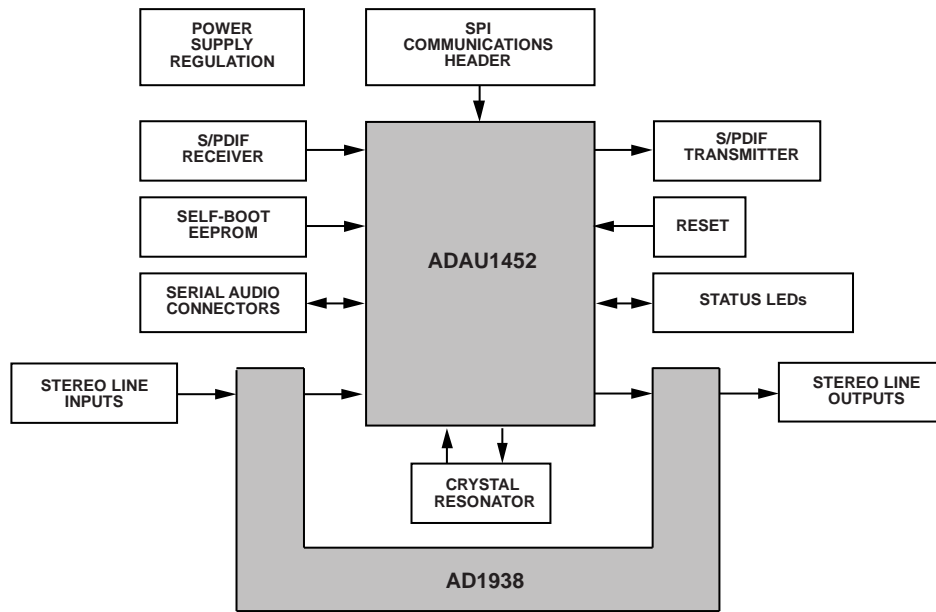 POWER
SUPPLY
REGULATION
SPI
COMMUNICATIONS
HEADER
S/PDIF
RECEIVER
S/PDIF
TRANSMITTER
SELF-BOOT
EEPROM
RESET
ADAU1452
SERIAL AUDIO
CONNECTORS
STATUS LEDs
STEREO LINE
INPUTS
STEREO LINE
OUTPUTS
CRYSTAL
RESONATOR
AD1938